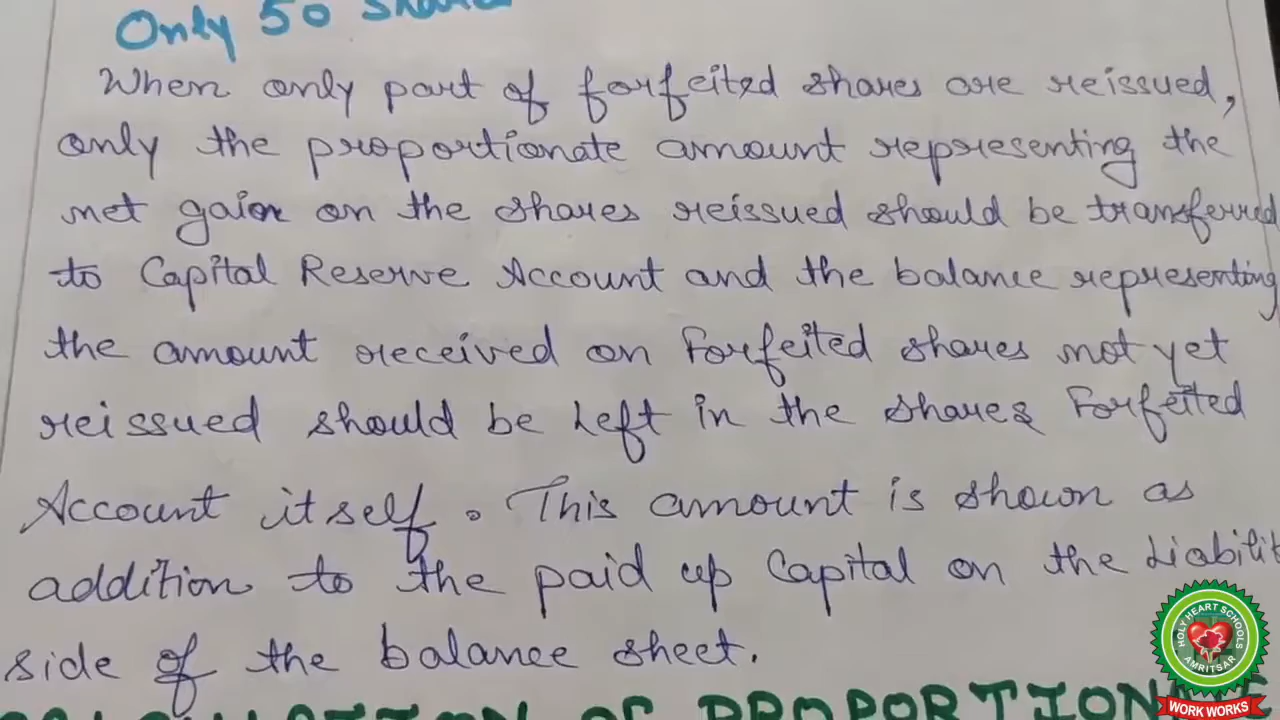 Only 50 Shares
When only part of forfeited shares are reissued,
only the proportionate amount representing the
net gain on the shares reissued should be transferred
to Capital Reserve Account and the balance representing
the amount received on Forfeited shares not yet
reissued should be left in the shares Forfeited
Account itself. This amount is shown as
addition to the paid up Capital on the Liabilit
side of the balance sheet.
OF PROPORTION
HOLY HEART SCHOOLS
AMRITSAR
WORK WORKS